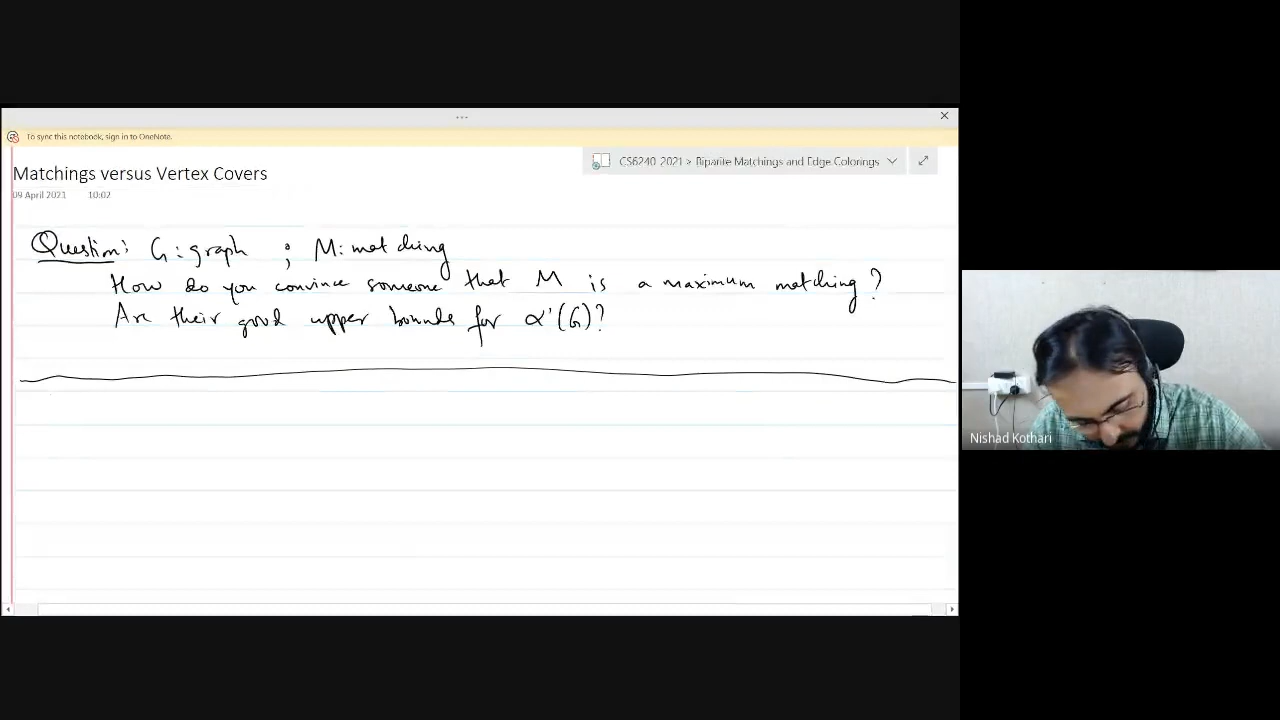 To sync this notebook, sign in to OneNote.
CS6240-2021 > Biparite Matchings and Edge Colorings
Matchings versus Vertex Covers
09 April 2021 10:02
Question: G: graph ; M: matching
How do you convince someone that M is a maximum matching?
Are their good upper bounds for α'(G)?
Nishad Kothari